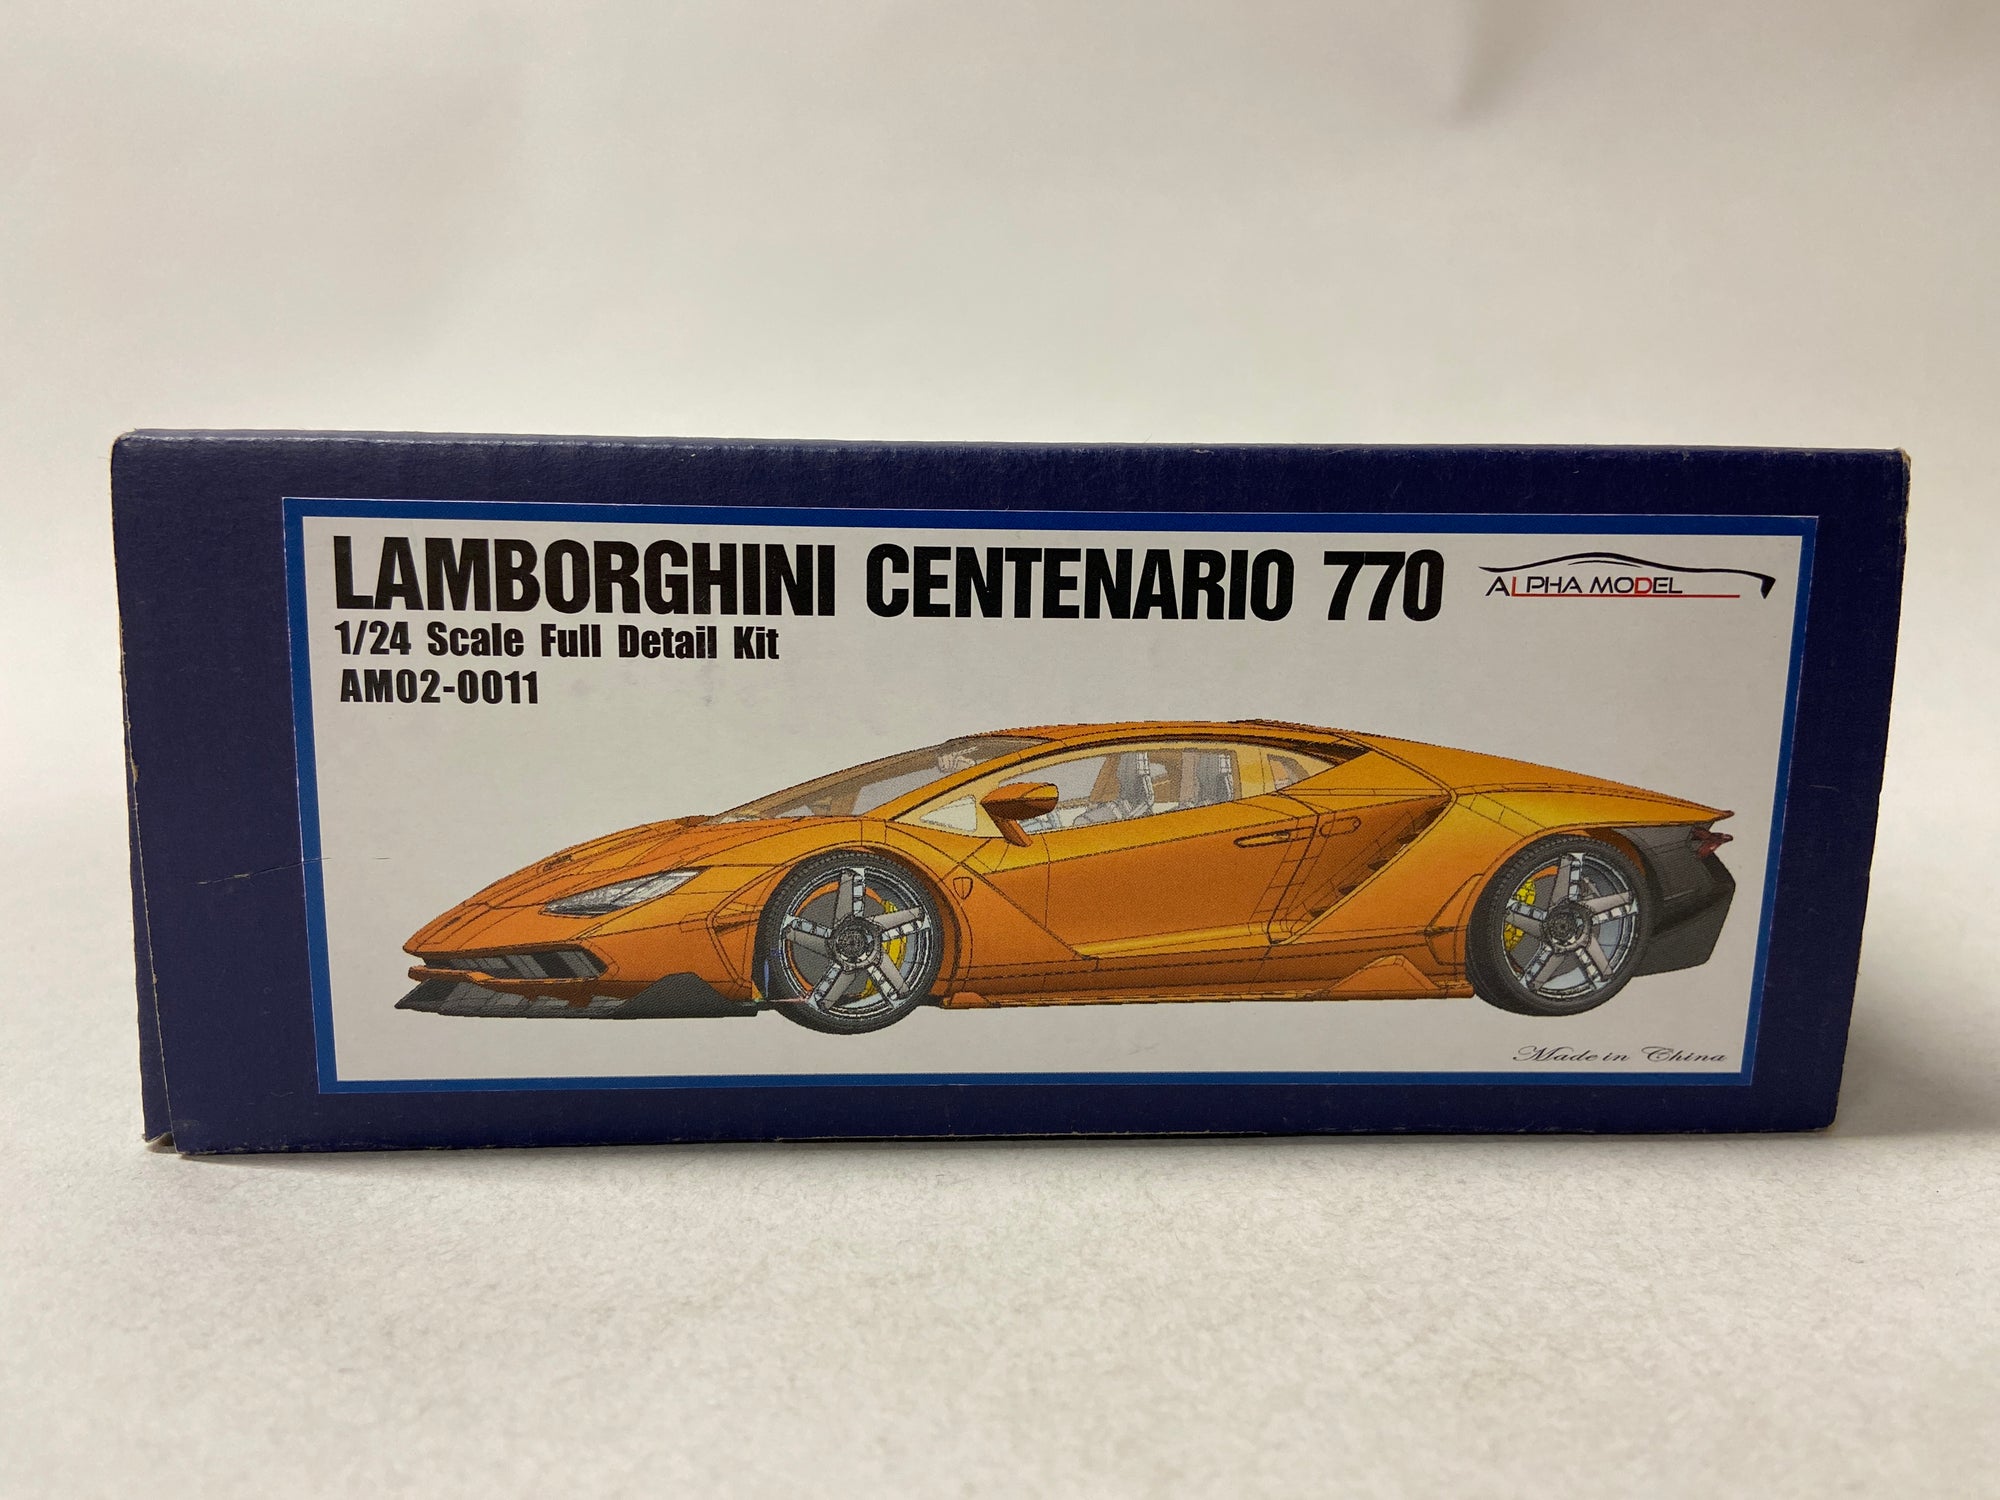 LAMBORGHINI CENTENARIO 770
ALPHA MODEL
1/24 Scale Full Detail Kit
AM02-0011
Made in China